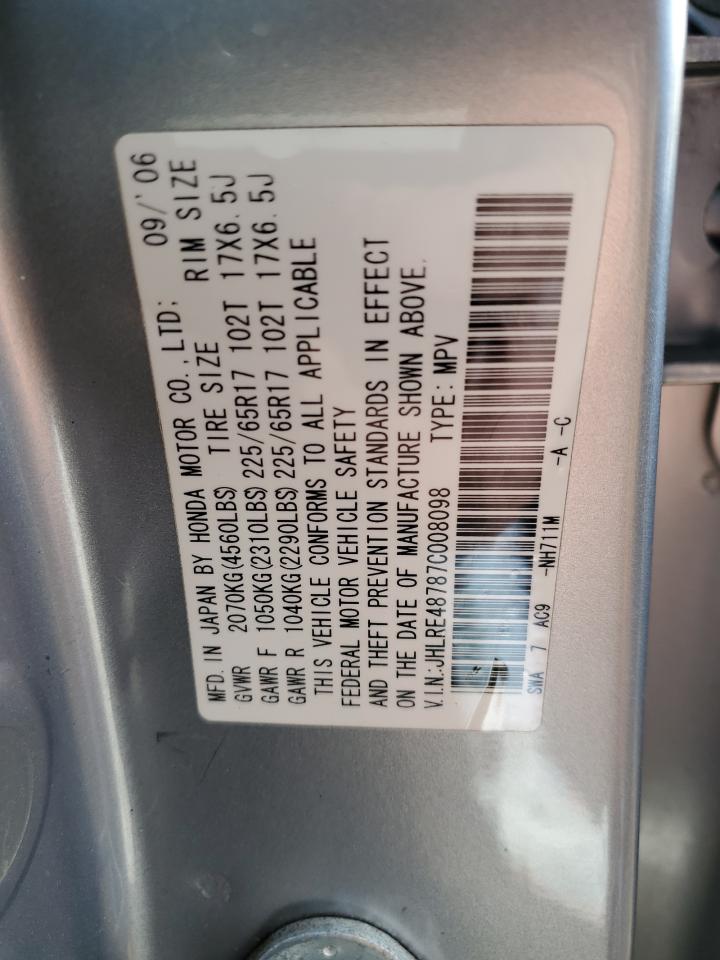 MFD. IN JAPAN BY HONDA MOTOR CO.,LTD; 09/'06
GVWR 2070KG(4560LBS) TIRE SIZE RIM SIZE
GAWR F 1050KG(2310LBS) 225/65R17 102T 17X6.5J
GAWR R 1040KG(2290LBS) 225/65R17 102T 17X6.5J
THIS VEHICLE CONFORMS TO ALL APPLICABLE
FEDERAL MOTOR VEHICLE SAFETY
AND THEFT PREVENTION STANDARDS IN EFFECT
ON THE DATE OF MANUFACTURE SHOWN ABOVE.
V.I.N.:JHLRE48787C008098 TYPE: MPV
SWA 7 AC9 -NH711M -A -C